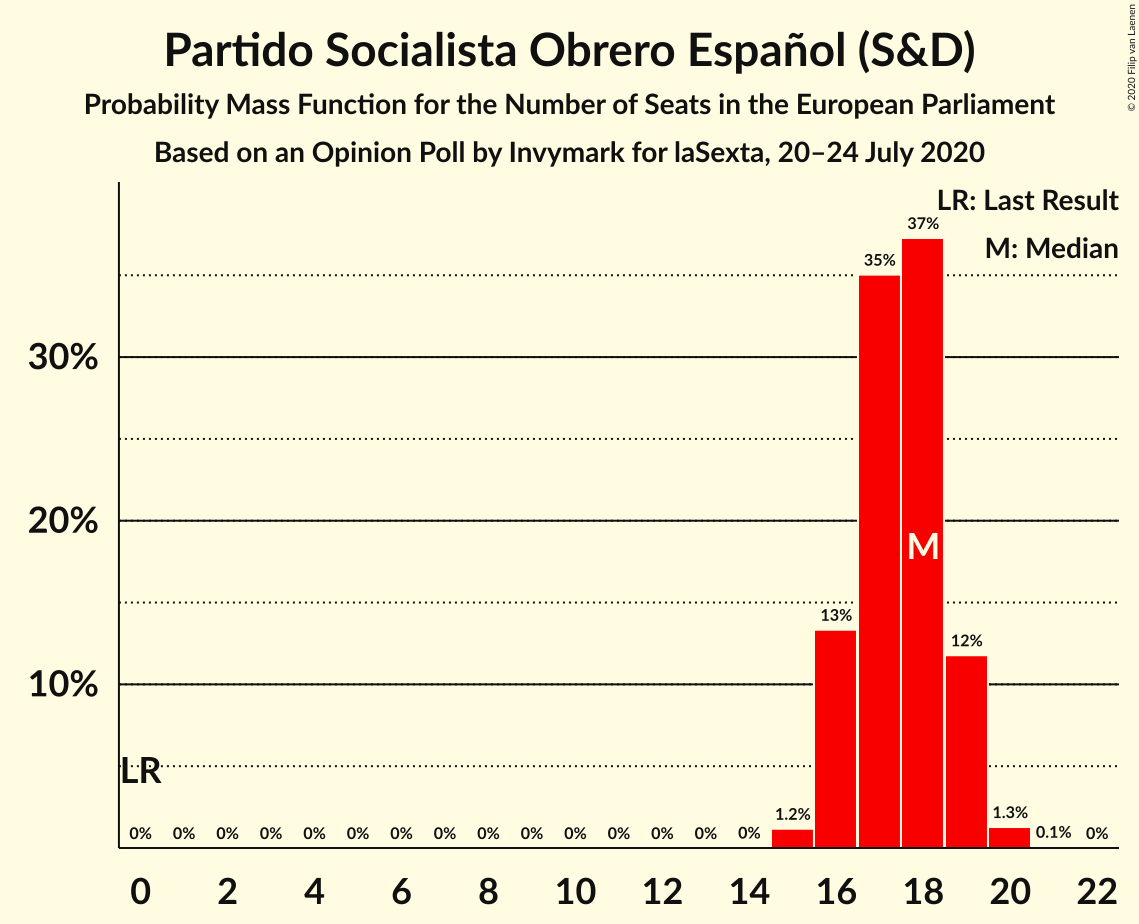 Partido Socialista Obrero Español (S&D)
Probability Mass Function for the Number of Seats in the European Parliament
Based on an Opinion Poll by Invymark for laSexta, 20–24 July 2020
© 2020 Filip van Laenen
LR: Last Result
M: Median
37%
35%
30%
20%
M
13%
12%
10%
LR
1.2%
1.3%
0% 0% 0% 0% 0% 0% 0% 0% 0% 0% 0% 0% 0% 0% 0% 0.1% 0%
0 2 4 6 8 10 12 14 16 18 20 22